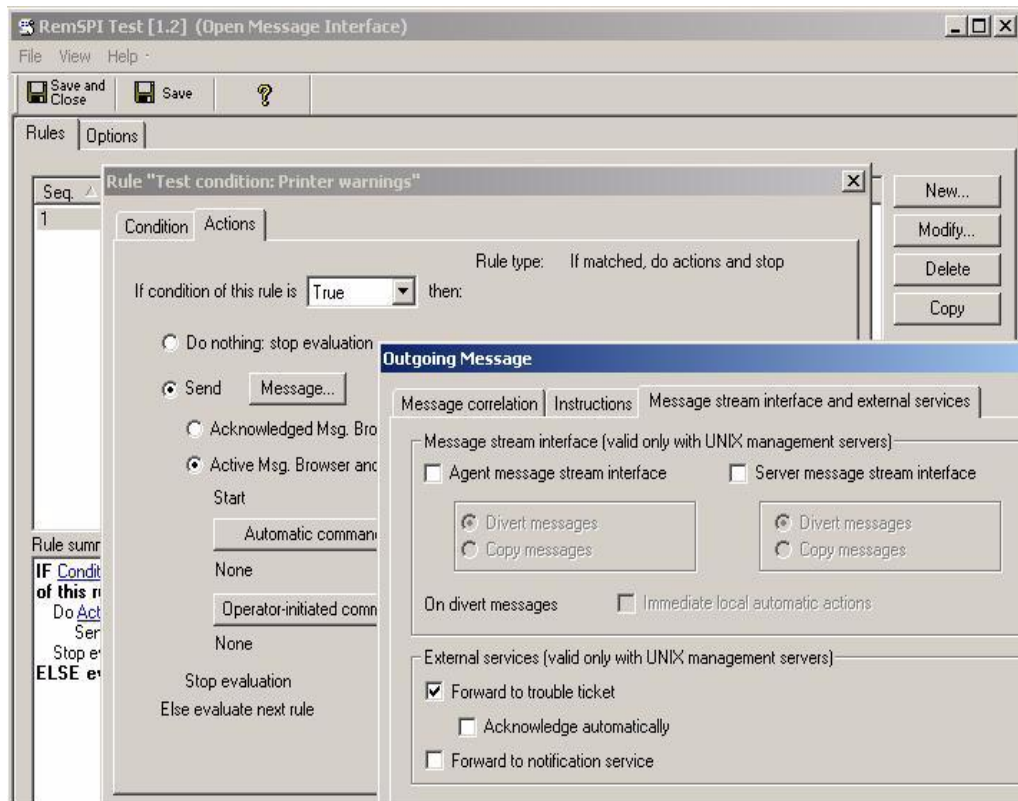 RemSPI Test [1.2] (Open Message Interface)
File View Help
Save and Close
Save
Rules
Options
Seq.
1
New...
Modify...
Delete
Copy
Rule "Test condition: Printer warnings"
Condition
Actions
Rule type: If matched, do actions and stop
If condition of this rule is True then:
Do nothing: stop evaluation
Send
Message...
Acknowledged Msg. Bro
Active Msg. Browser and
Start
Automatic comman
None
Operator-initiated comm
None
Stop evaluation
Else evaluate next rule
Rule summ
IF Condit
of this ru
Do Act
Ser
Stop e
ELSE e
Outgoing Message
Message correlation
Instructions
Message stream interface and external services
Message stream interface (valid only with UNIX management servers)
Agent message stream interface
Server message stream interface
Divert messages
Copy messages
Divert messages
Copy messages
On divert messages
Immediate local automatic actions
External services (valid only with UNIX management servers)
Forward to trouble ticket
Acknowledge automatically
Forward to notification service